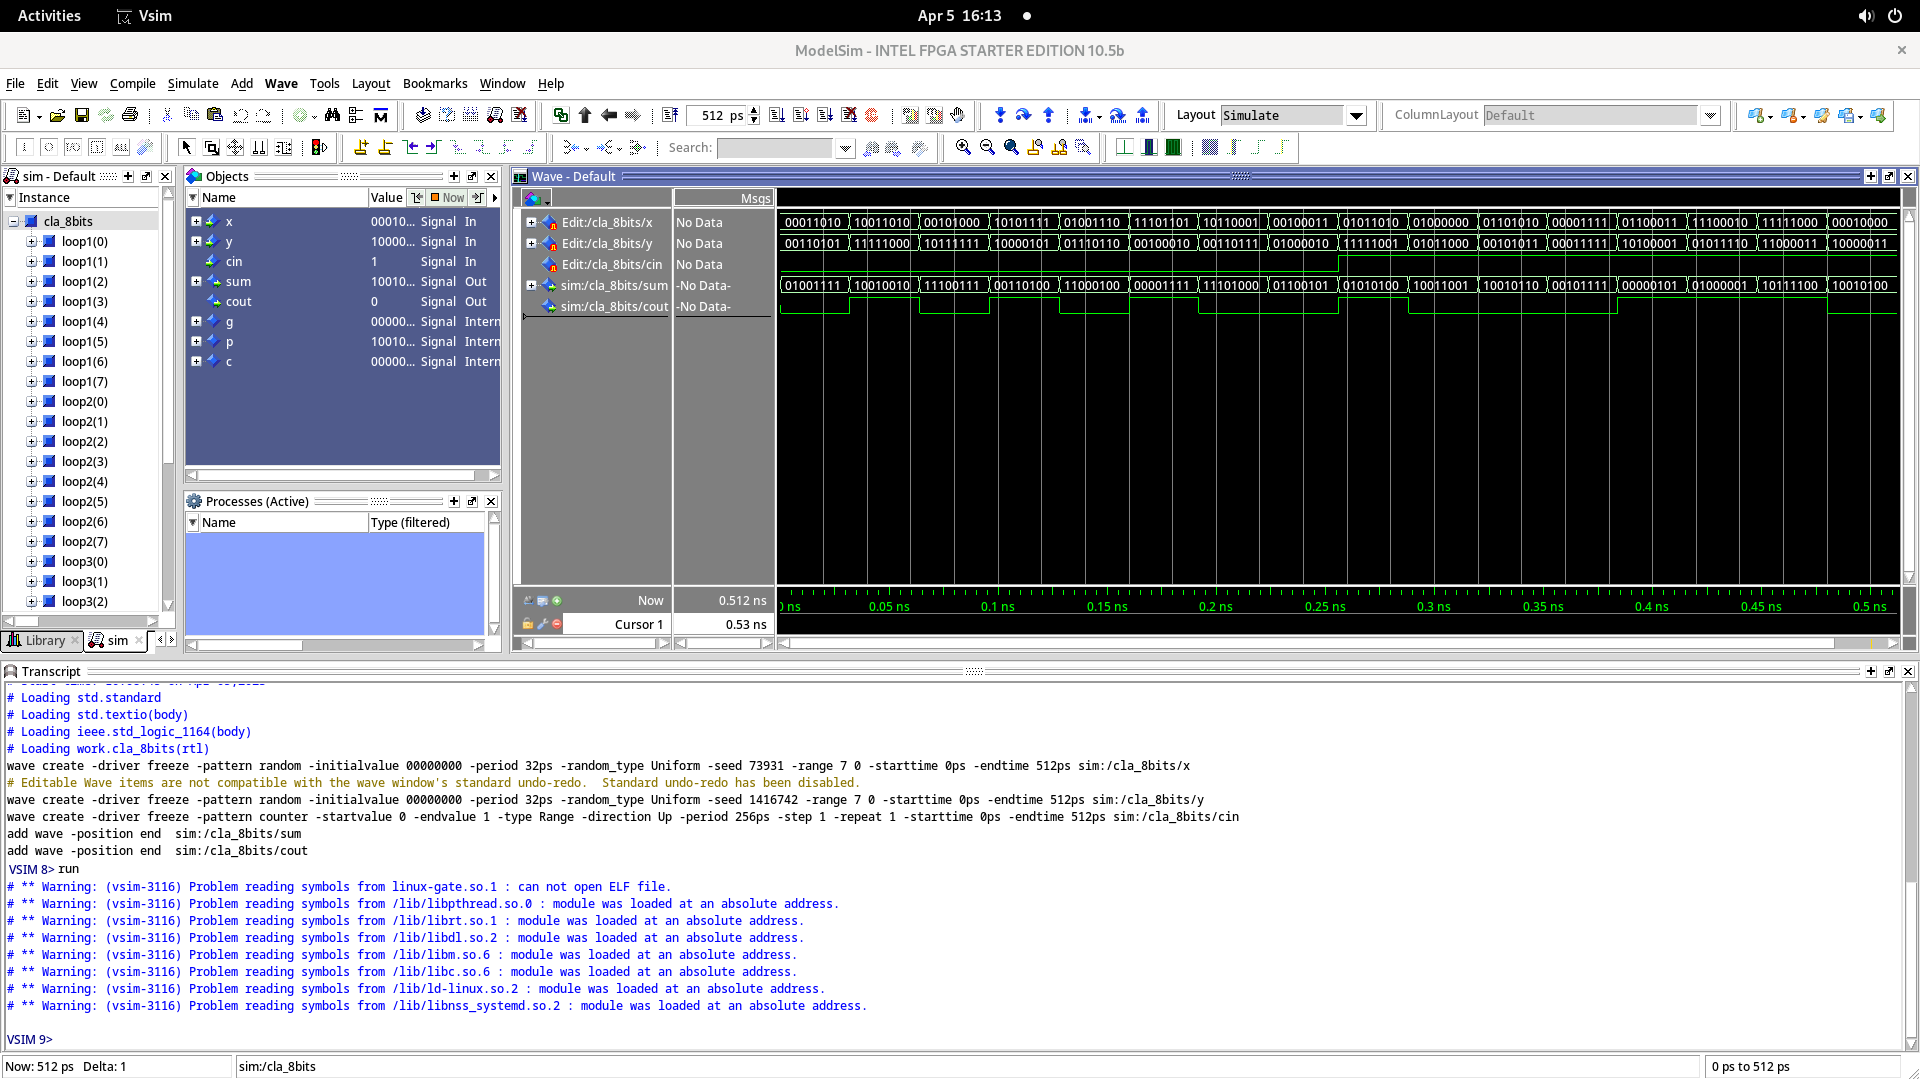 Activities
Vsim
Apr 5 16:13
ModelSim - INTEL FPGA STARTER EDITION 10.5b
File Edit View Compile Simulate Add Wave Tools Layout Bookmarks Window Help
512 ps
Layout Simulate
ColumnLayout Default
Search:
sim - Default
Instance
cla_8bits
loop1(0)
loop1(1)
loop1(2)
loop1(3)
loop1(4)
loop1(5)
loop1(6)
loop1(7)
loop2(0)
loop2(1)
loop2(2)
loop2(3)
loop2(4)
loop2(5)
loop2(6)
loop2(7)
loop3(0)
loop3(1)
loop3(2)
Library
sim
Objects
Name Value Now
x 00010... Signal In
y 10000... Signal In
cin 1 Signal In
sum 10010... Signal Out
cout 0 Signal Out
g 00000... Signal Intern
p 10010... Signal Intern
c 00000... Signal Intern
Processes (Active)
Name Type (filtered)
Wave - Default
Msgs
Edit:/cla_8bits/x No Data 00011010 10011010 00101000 10101111 01001110 11101101 10110001 00100011 01011010 01000000 01101010 00001111 01100011 11100010 11111000 00010000
Edit:/cla_8bits/y No Data 00110101 11111000 10111111 10000101 01110110 00100010 00110111 01000010 11111001 01011000 00101011 00011111 10100001 01011110 11000011 10000011
Edit:/cla_8bits/cin No Data
sim:/cla_8bits/sum -No Data- 01001111 10010010 11100111 00110100 11000100 00001111 11101000 01100101 01010100 10011001 10010110 00101111 00000101 01000001 10111100 10010100
sim:/cla_8bits/cout -No Data-
Now 0.512 ns
Cursor 1 0.53 ns
ns 0.05 ns 0.1 ns 0.15 ns 0.2 ns 0.25 ns 0.3 ns 0.35 ns 0.4 ns 0.45 ns 0.5 ns
Transcript
# Loading std.standard
# Loading std.textio(body)
# Loading ieee.std_logic_1164(body)
# Loading work.cla_8bits(rtl)
wave create -driver freeze -pattern random -initialvalue 00000000 -period 32ps -random_type Uniform -seed 73931 -range 7 0 -starttime 0ps -endtime 512ps sim:/cla_8bits/x
# Editable Wave items are not compatible with the wave window's standard undo-redo.  Standard undo-redo has been disabled.
wave create -driver freeze -pattern random -initialvalue 00000000 -period 32ps -random_type Uniform -seed 1416742 -range 7 0 -starttime 0ps -endtime 512ps sim:/cla_8bits/y
wave create -driver freeze -pattern counter -startvalue 0 -endvalue 1 -type Range -direction Up -period 256ps -step 1 -repeat 1 -starttime 0ps -endtime 512ps sim:/cla_8bits/cin
add wave -position end  sim:/cla_8bits/sum
add wave -position end  sim:/cla_8bits/cout
VSIM 8> run
# ** Warning: (vsim-3116) Problem reading symbols from linux-gate.so.1 : can not open ELF file.
# ** Warning: (vsim-3116) Problem reading symbols from /lib/libpthread.so.0 : module was loaded at an absolute address.
# ** Warning: (vsim-3116) Problem reading symbols from /lib/librt.so.1 : module was loaded at an absolute address.
# ** Warning: (vsim-3116) Problem reading symbols from /lib/libdl.so.2 : module was loaded at an absolute address.
# ** Warning: (vsim-3116) Problem reading symbols from /lib/libm.so.6 : module was loaded at an absolute address.
# ** Warning: (vsim-3116) Problem reading symbols from /lib/libc.so.6 : module was loaded at an absolute address.
# ** Warning: (vsim-3116) Problem reading symbols from /lib/ld-linux.so.2 : module was loaded at an absolute address.
# ** Warning: (vsim-3116) Problem reading symbols from /lib/libnss_systemd.so.2 : module was loaded at an absolute address.
VSIM 9>
Now: 512 ps  Delta: 1
sim:/cla_8bits
0 ps to 512 ps